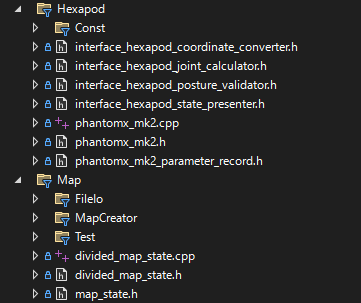 Hexapod
Const
interface_hexapod_coordinate_converter.h
interface_hexapod_joint_calculator.h
interface_hexapod_posture_validator.h
interface_hexapod_state_presenter.h
phantomx_mk2.cpp
phantomx_mk2.h
phantomx_mk2_parameter_record.h
Map
FileIo
MapCreator
Test
divided_map_state.cpp
divided_map_state.h
map_state.h